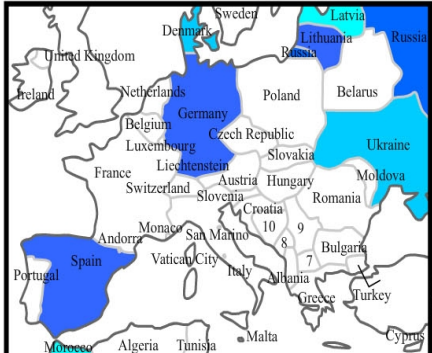 Sweden
Latvia
Denmark
Lithuania
Russia
United Kingdom
Russia
Ireland
Netherlands
Poland
Belarus
Germany
Belgium
Czech Republic
Ukraine
Luxembourg
Slovakia
Liechtenstein
France
Moldova
Austria
Hungary
Switzerland
Slovenia
Romania
Croatia
Monaco
10
9
San Marino
Andorra
8
Bulgaria
Spain
Vatican City
7
Portugal
Italy
Albania
Turkey
Greece
Malta
Cyprus
Morocco
Algeria
Tunisia